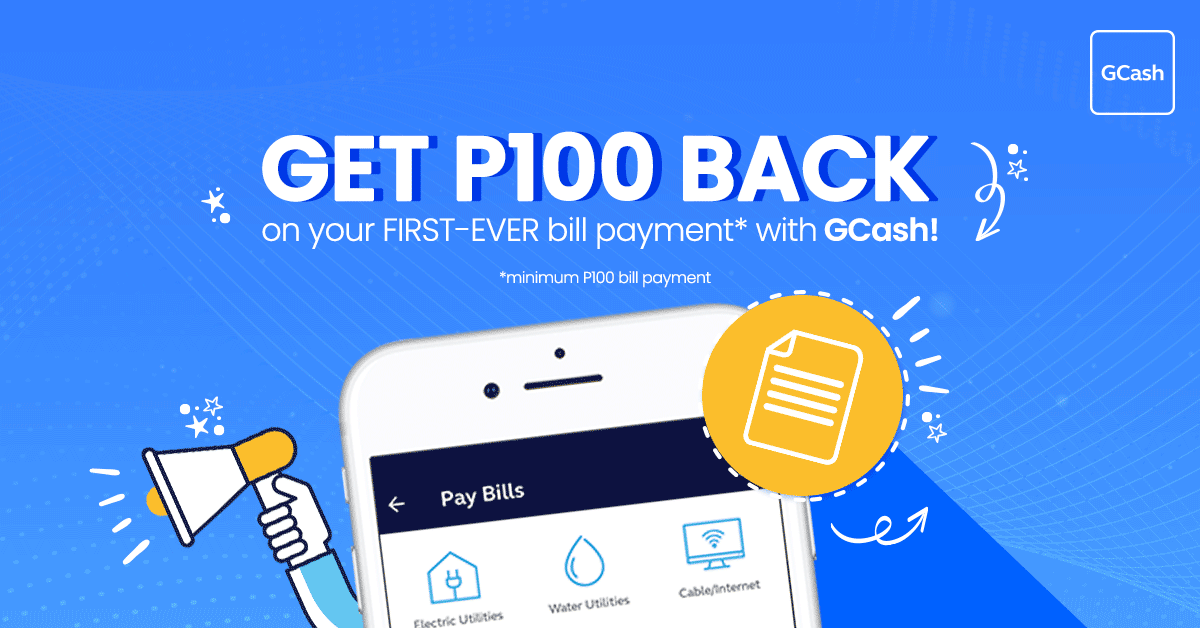 GCash
GET P100 BACK
on your FIRST-EVER bill payment* with GCash!
*minimum P100 bill payment
Pay Bills
Electric Utilities
Water Utilities
Cable/Internet